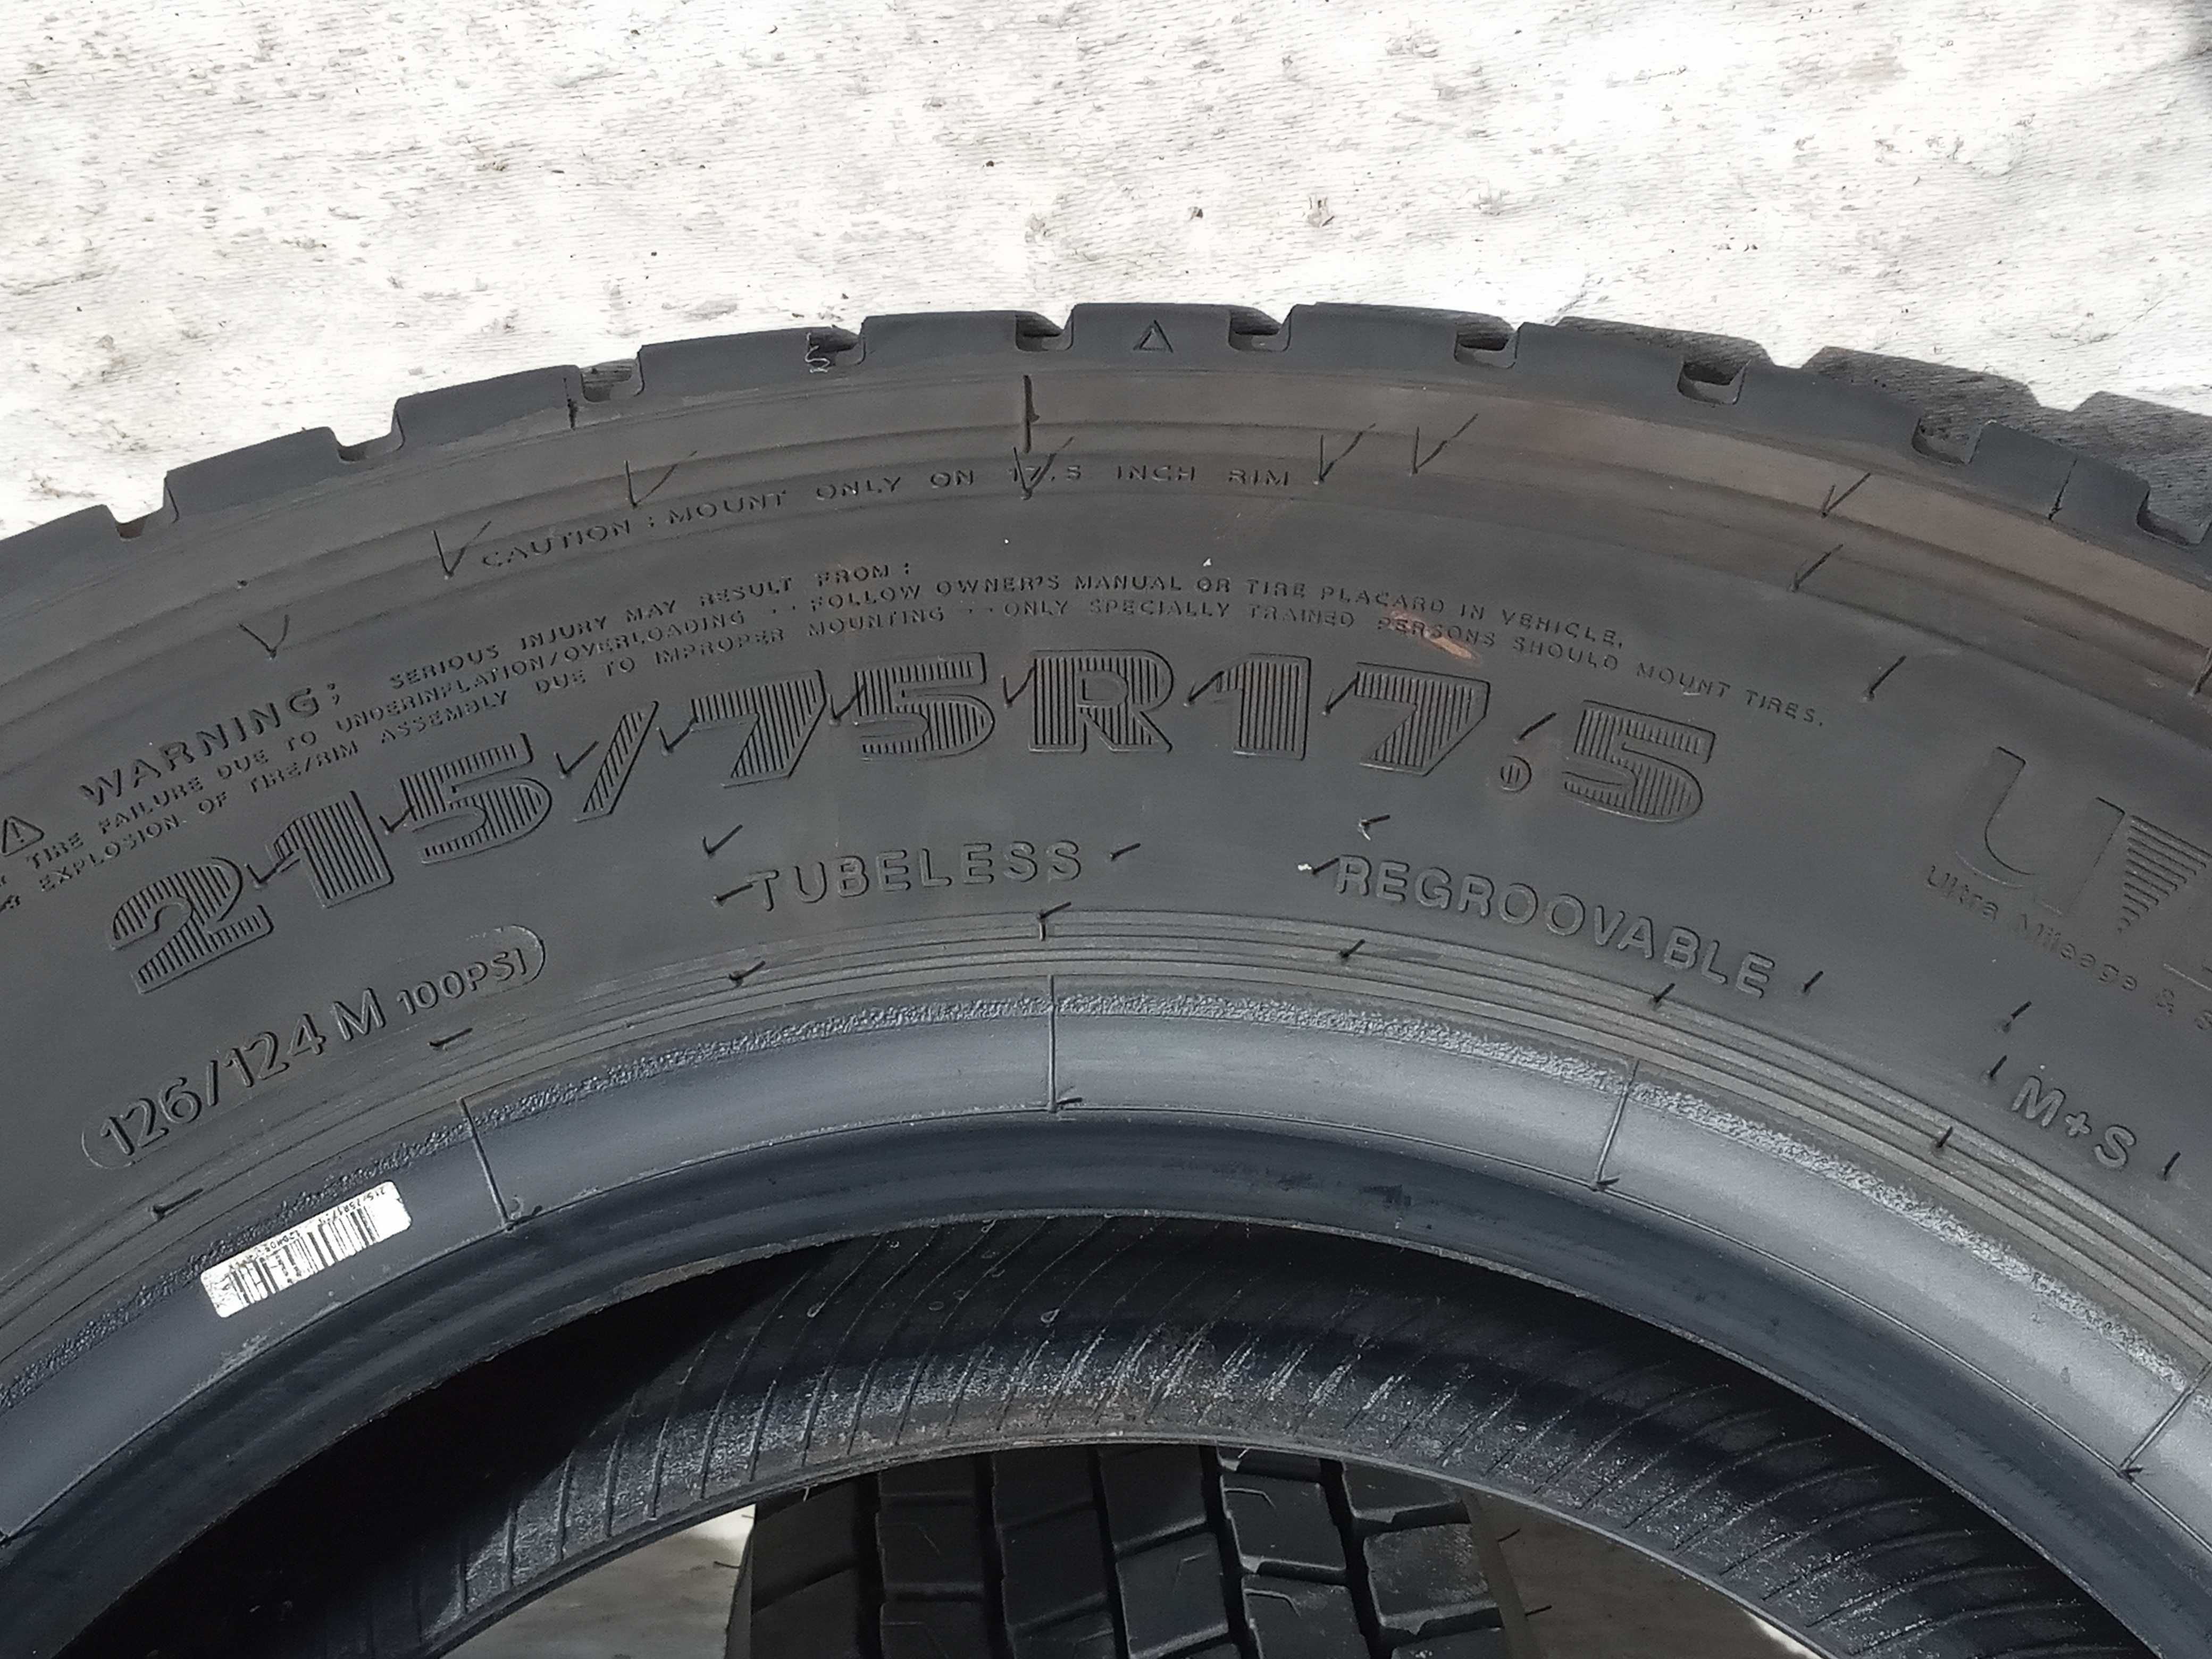 CAUTION : MOUNT ONLY ON 17.5 INCH RIM
WARNING; SERIOUS INJURY MAY RESULT FROM :
TIRE FAILURE DUE TO UNDERINFLATION/OVERLOADING · · FOLLOW OWNER'S MANUAL OR TIRE PLACARD IN VEHICLE.
EXPLOSION OF TIRE/RIM ASSEMBLY DUE TO IMPROPER MOUNTING · · ONLY SPECIALLY TRAINED PERSONS SHOULD MOUNT TIRES.
215/75R17.5
TUBELESS
REGROOVABLE
Ultra Mileage &
126/124 M 100PSI
M+S